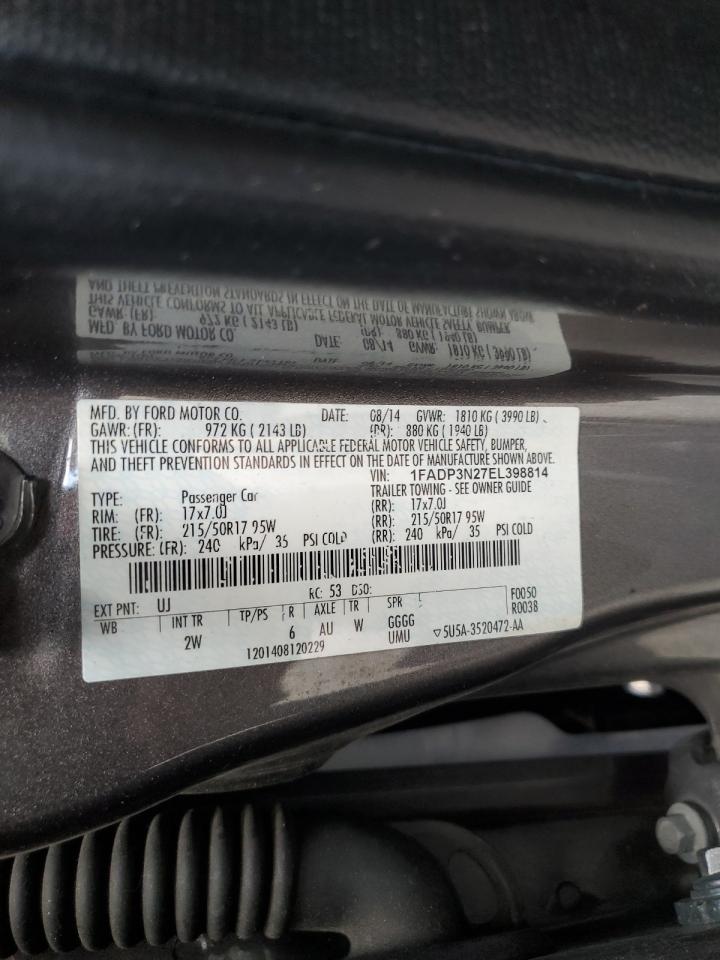 MFD. BY FORD MOTOR CO. DATE: 08/14 GVWR: 1810 KG ( 3990 LB)
GAWR: (FR): 972 KG ( 2143 LB) (RR): 880 KG ( 1940 LB)
THIS VEHICLE CONFORMS TO ALL APPLICABLE FEDERAL MOTOR VEHICLE SAFETY, BUMPER,
AND THEFT PREVENTION STANDARDS IN EFFECT ON THE DATE OF MANUFACTURE SHOWN ABOVE.
VIN: 1FADP3N27EL398814
TYPE: Passenger Car TRAILER TOWING - SEE OWNER GUIDE
RIM: (FR): 17x7.0J (RR): 17x7.0J
TIRE: (FR): 215/50R17 95W (RR): 215/50R17 95W
PRESSURE: (FR): 240 kPa/ 35 PSI COLD (RR): 240 kPa/ 35 PSI COLD
RC: 53 DSO:
EXT PNT: UJ F0050
WB INT TR TP/PS R AXLE TR SPR R0038
2W 6 AU W GGGG
UMU ▽5U5A-3520472-AA
1201408120229